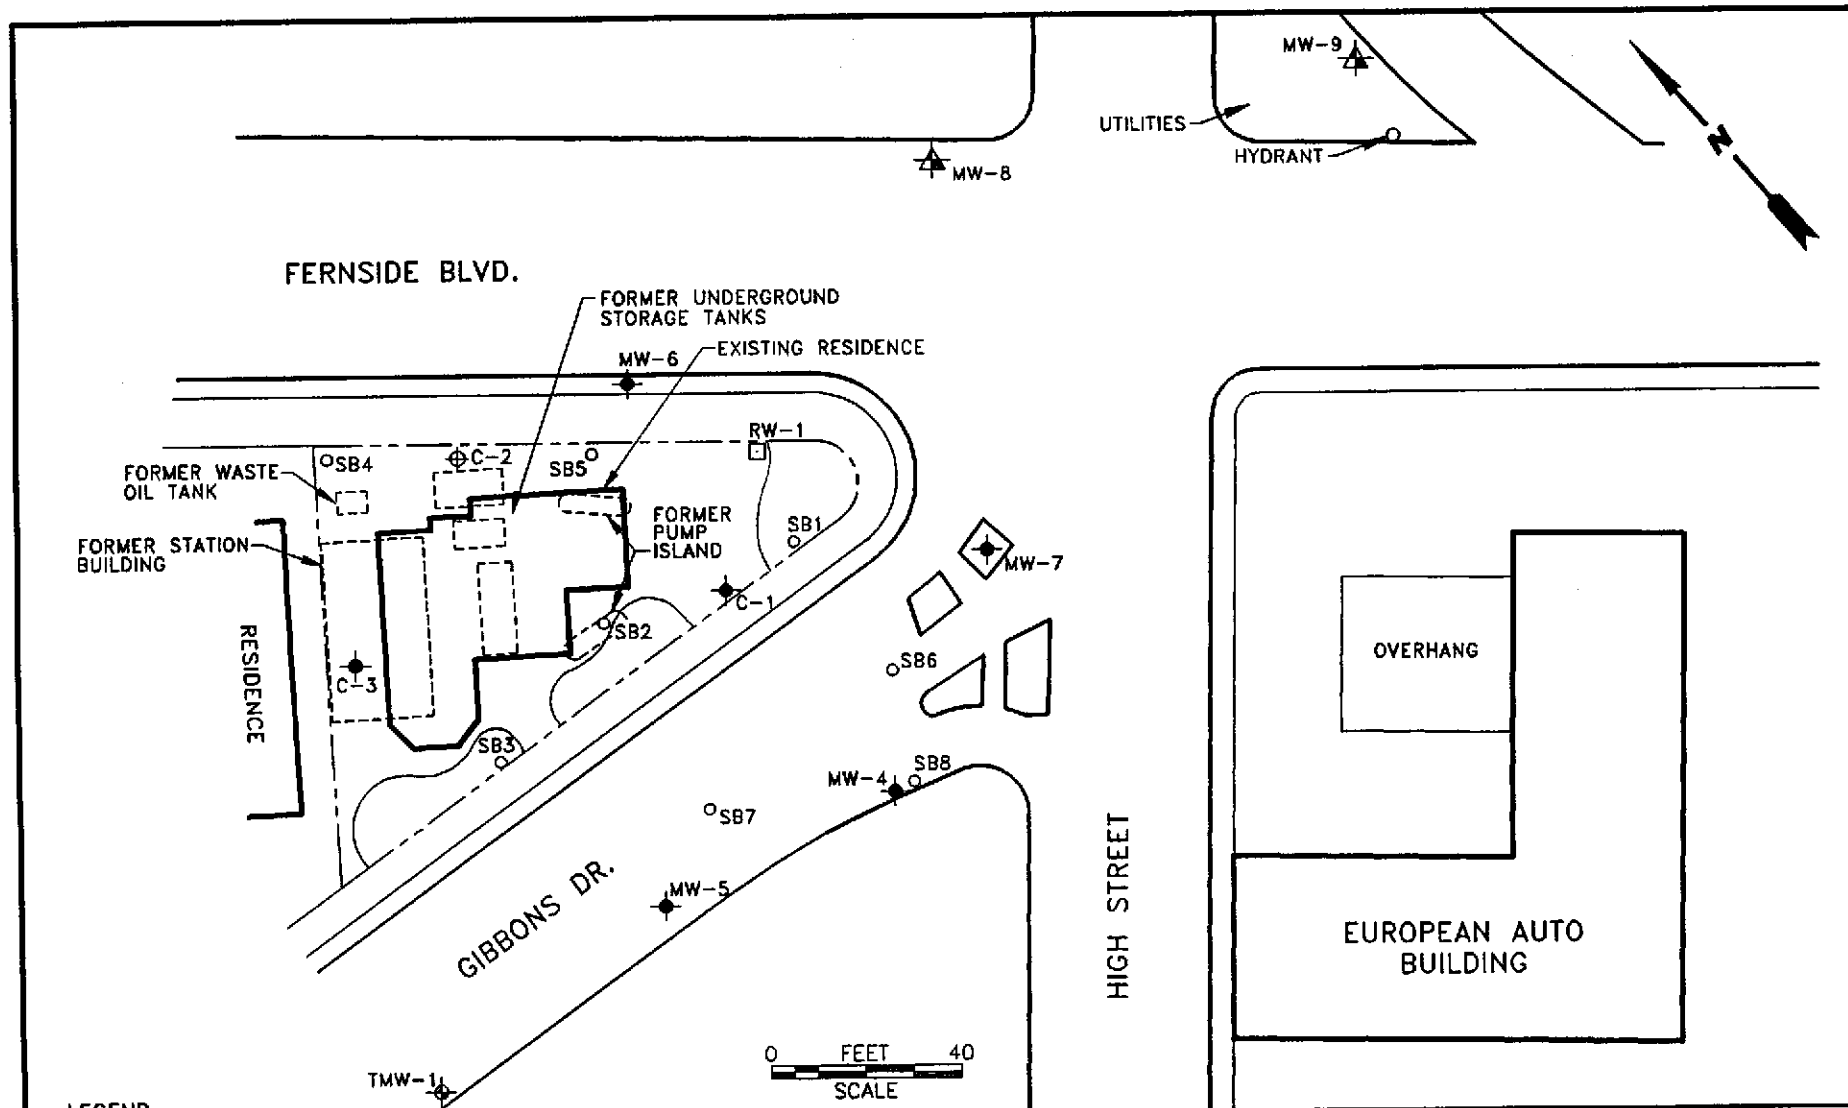 MW-9
UTILITIES
HYDRANT
N
MW-8
FERNSIDE BLVD.
FORMER UNDERGROUND
STORAGE TANKS
EXISTING RESIDENCE
MW-6
RW-1
SB4
C-2
SB5
FORMER WASTE
OIL TANK
FORMER
PUMP
ISLAND
SB1
FORMER STATION
BUILDING
MW-7
C-1
SB2
RESIDENCE
C-3
SB6
OVERHANG
SB3
SB8
MW-4
SB7
HIGH STREET
MW-5
GIBBONS DR.
EUROPEAN AUTO
BUILDING
0 FEET 40
SCALE
TMW-1
LEGEND